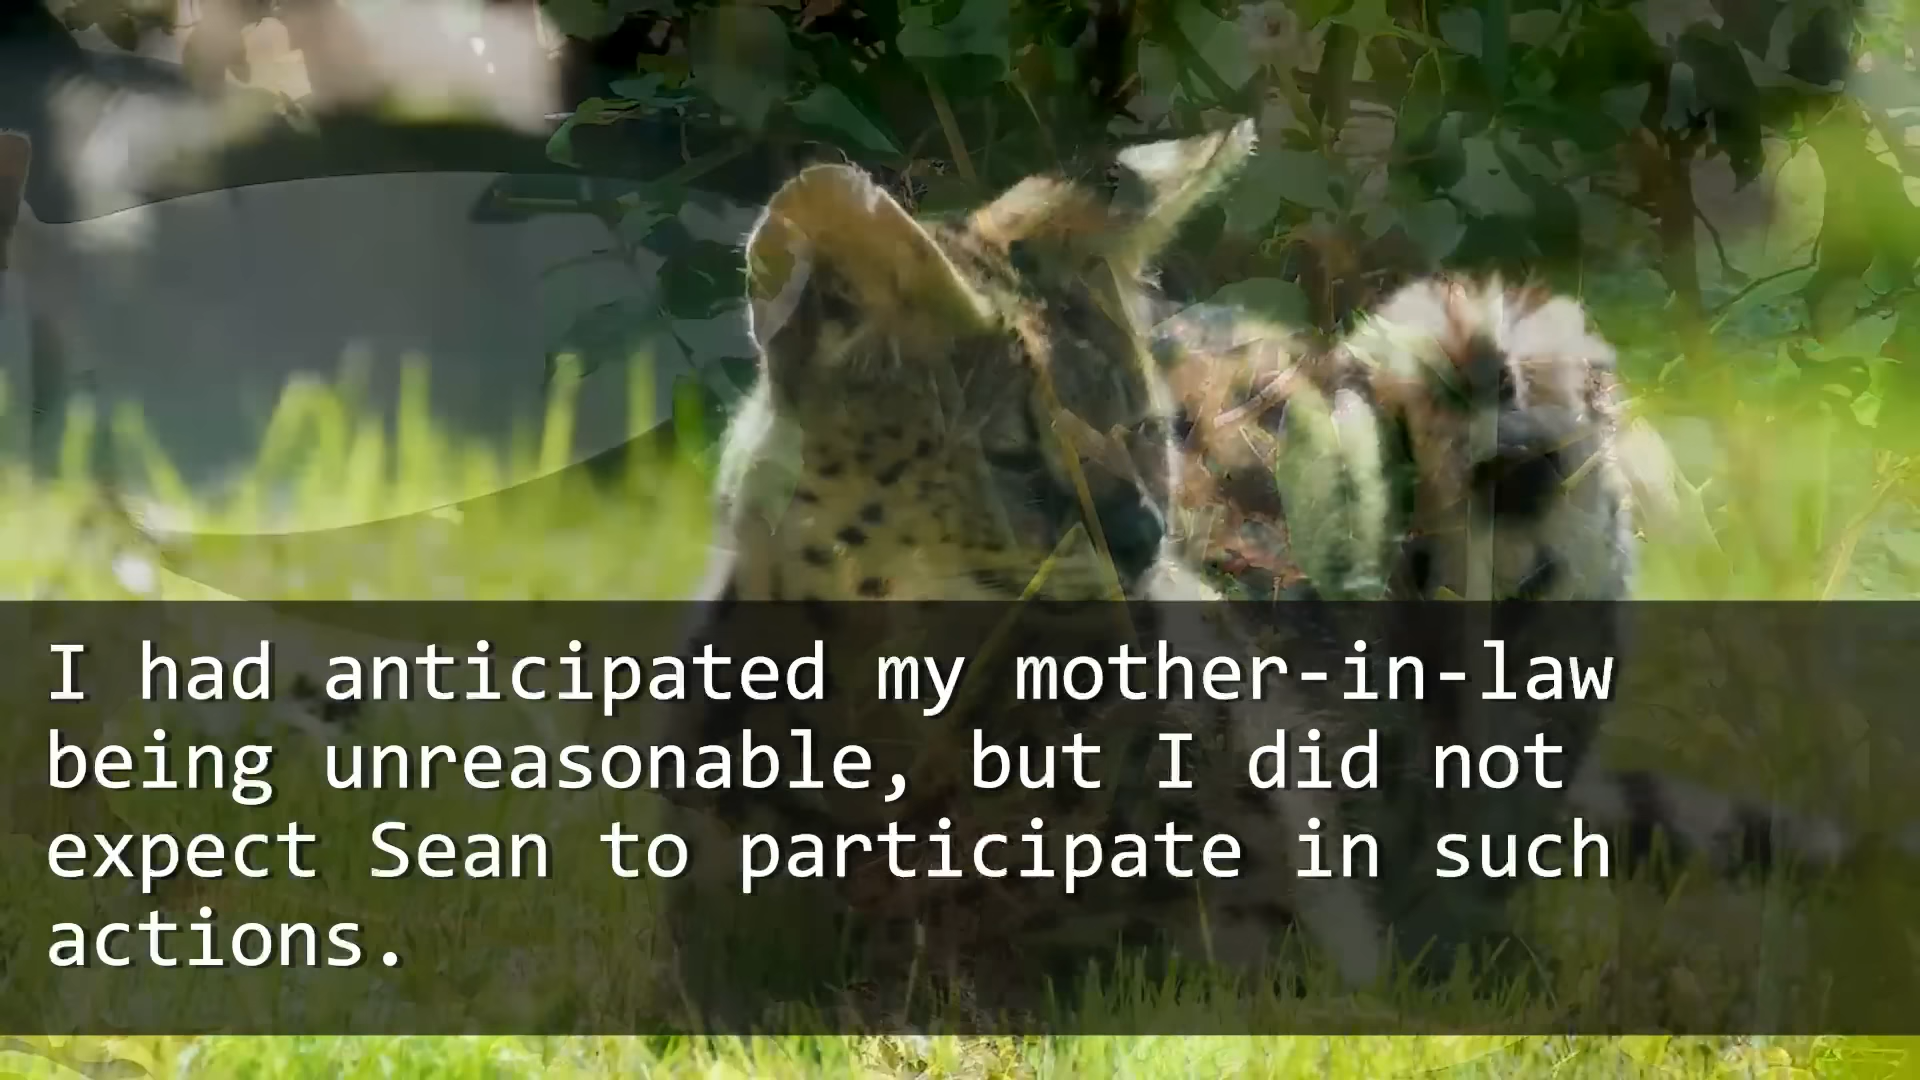 I had anticipated my mother-in-law
being unreasonable, but I did not
expect Sean to participate in such
actions.